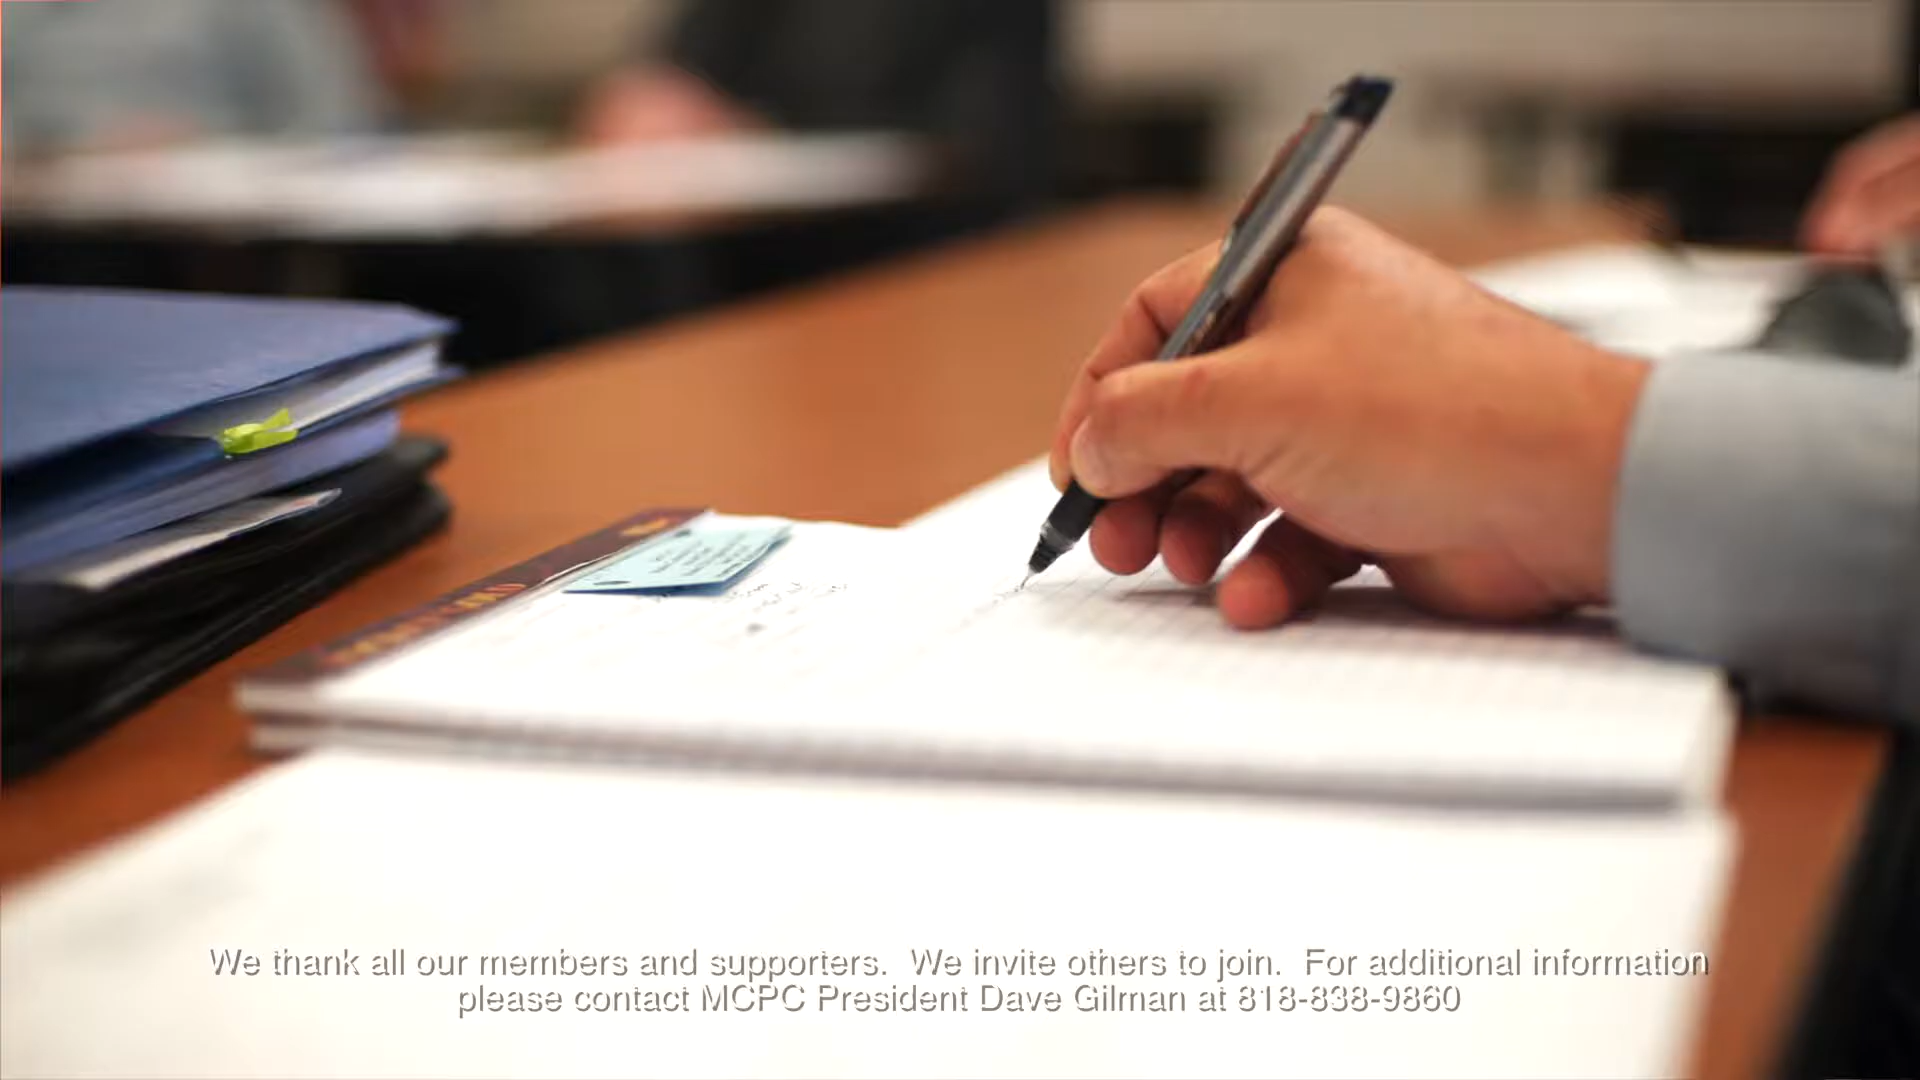 We thank all our members and supporters.  We invite others to join.  For additional information
please contact MCPC President Dave Gilman at 818-838-9860